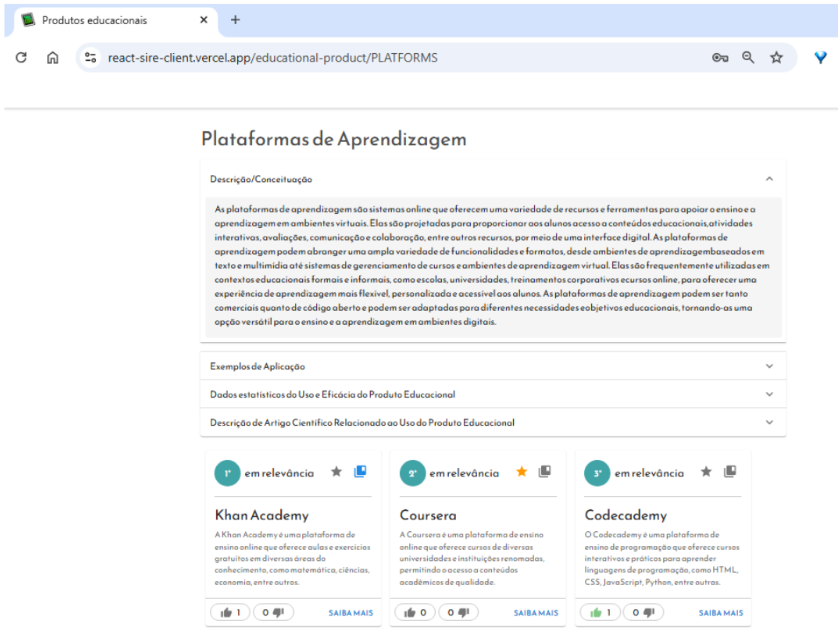 Produtos educacionais
react-sire-client.vercel.app/educational-product/PLATFORMS
Plataformas de Aprendizagem
Descrição/Conceituação
As plataformas de aprendizagem são sistemas online que oferecem uma variedade de recursos e ferramentas para apoiar o ensino e a
aprendizagem em ambientes virtuais. Elas são projetadas para proporcionar aos alunos acesso a conteúdos educacionais,atividades
interativas, avaliações, comunicação e colaboração, entre outros recursos, por meio de uma interface digital. As plataformas de
aprendizagem podem abranger uma ampla variedade de funcionalidades e formatos, desde ambientes de aprendizagembaseados em
texto e multimídia até sistemas de gerenciamento de cursos e ambientes de aprendizagem virtual. Elas são frequentemente utilizadas em
contextos educacionais formais e informais, como escolas, universidades, treinamentos corporativos ecursos online, para oferecer uma
experiência de aprendizagem mais flexível, personalizada e acessível aos alunos. As plataformas de aprendizagem podem ser tanto
comerciais quanto de código aberto e podem ser adaptadas para diferentes necessidades eobjetivos educacionais, tornando-as uma
opção versátil para o ensino e a aprendizagem em ambientes digitais.
Exemplos de Aplicação
Dados estatísticos do Uso e Eficácia do Produto Educacional
Descrição de Artigo Científico Relacionado ao Uso do Produto Educacional
1° em relevância
Khan Academy
A Khan Academy é uma plataforma de
ensino online que oferece aulas e exercícios
gratuitos em diversas áreas do
conhecimento, como matemática, ciências,
economia, entre outros.
1 0 SAIBA MAIS
2° em relevância
Coursera
A Coursera é uma plataforma de ensino
online que oferece cursos de diversas
universidades e instituições renomadas,
permitindo o acesso a conteúdos
acadêmicos de qualidade.
0 0 SAIBA MAIS
3° em relevância
Codecademy
O Codecademy é uma plataforma de
ensino de programação que oferece cursos
interativos e práticos para aprender
linguagens de programação, como HTML,
CSS, JavaScript, Python, entre outras.
1 0 SAIBA MAIS